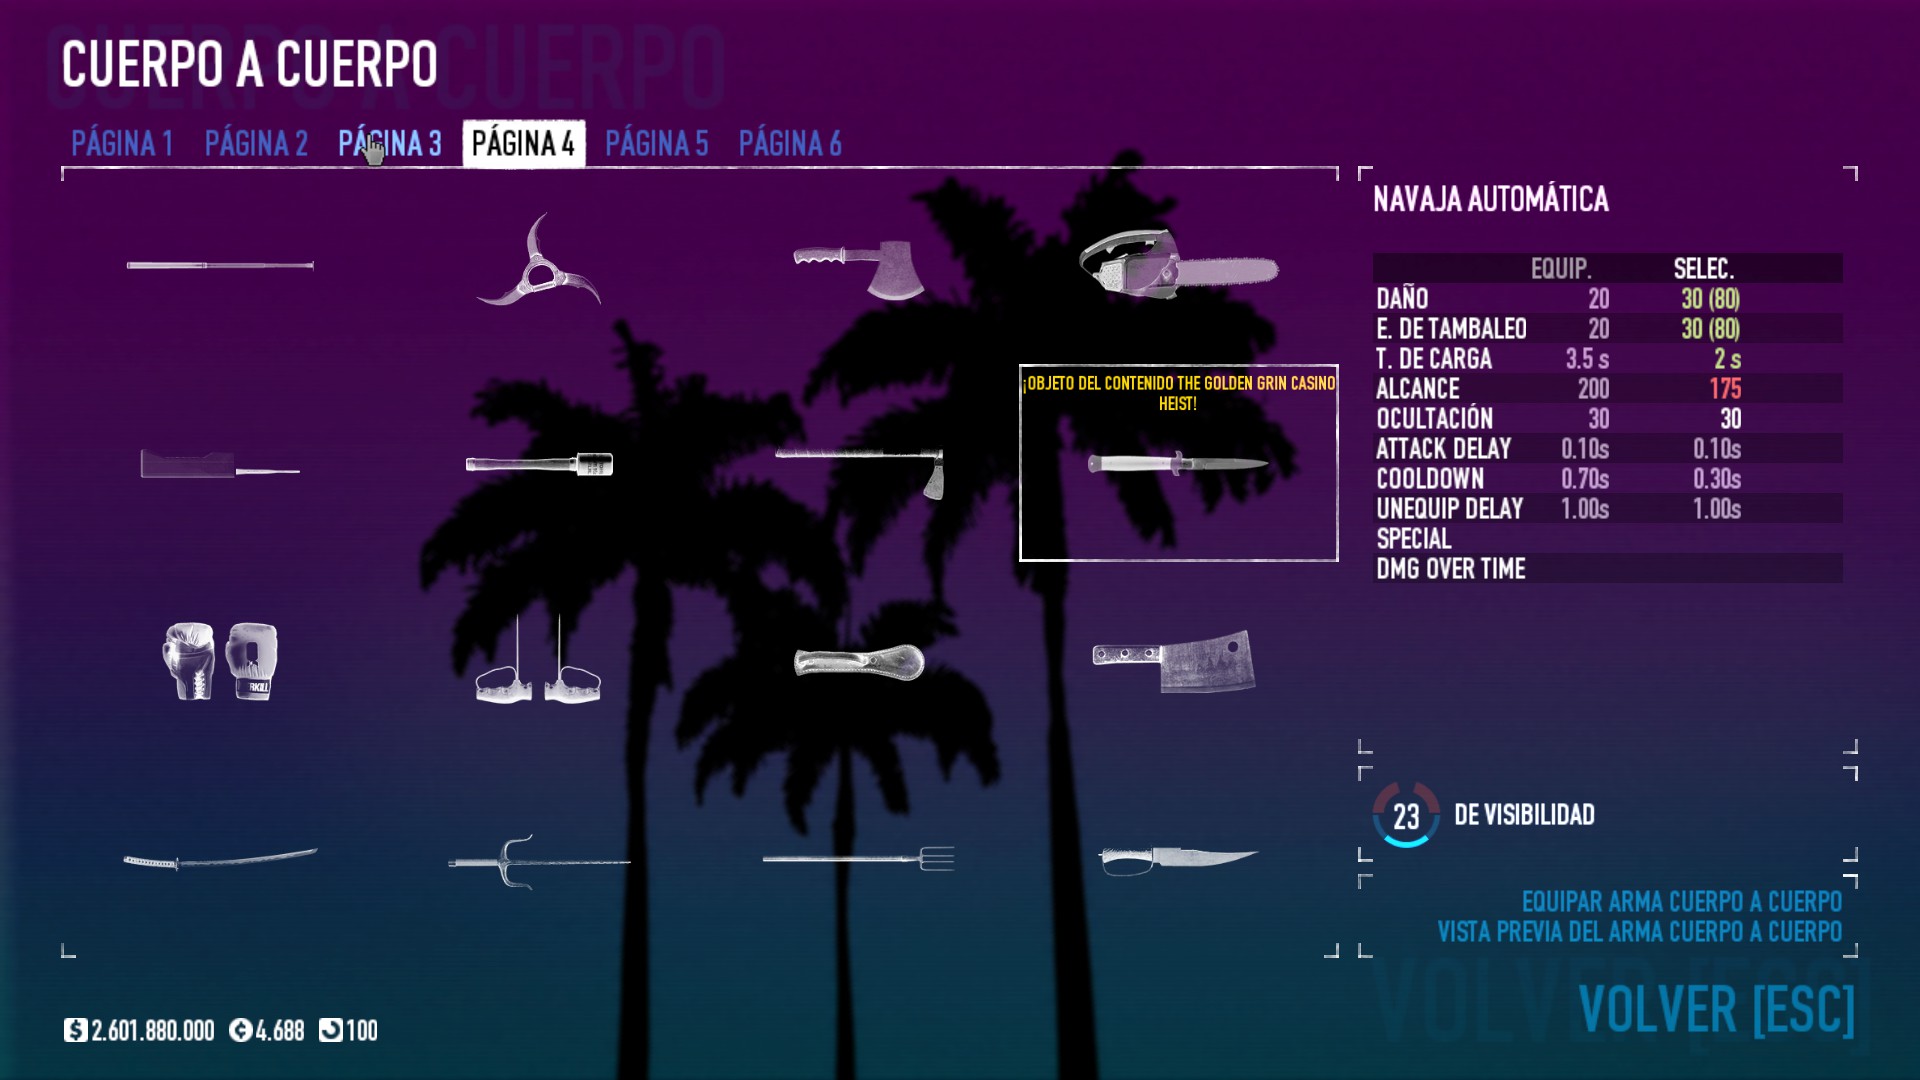 CUERPO A CUERPO
PÁGINA 1 PÁGINA 2 PÁGINA 3 PÁGINA 4 PÁGINA 5 PÁGINA 6
¡OBJETO DEL CONTENIDO THE GOLDEN GRIN CASINO
HEIST!
NAVAJA AUTOMÁTICA
EQUIP. SELEC.
DAÑO 20 30 (80)
E. DE TAMBALEO 20 30 (80)
T. DE CARGA 3.5 s 2 s
ALCANCE 200 175
OCULTACIÓN 30 30
ATTACK DELAY 0.10s 0.10s
COOLDOWN 0.70s 0.30s
UNEQUIP DELAY 1.00s 1.00s
SPECIAL
DMG OVER TIME
23 DE VISIBILIDAD
EQUIPAR ARMA CUERPO A CUERPO
VISTA PREVIA DEL ARMA CUERPO A CUERPO
VOLVER [ESC]
$ 2.601.880.000 4.688 100